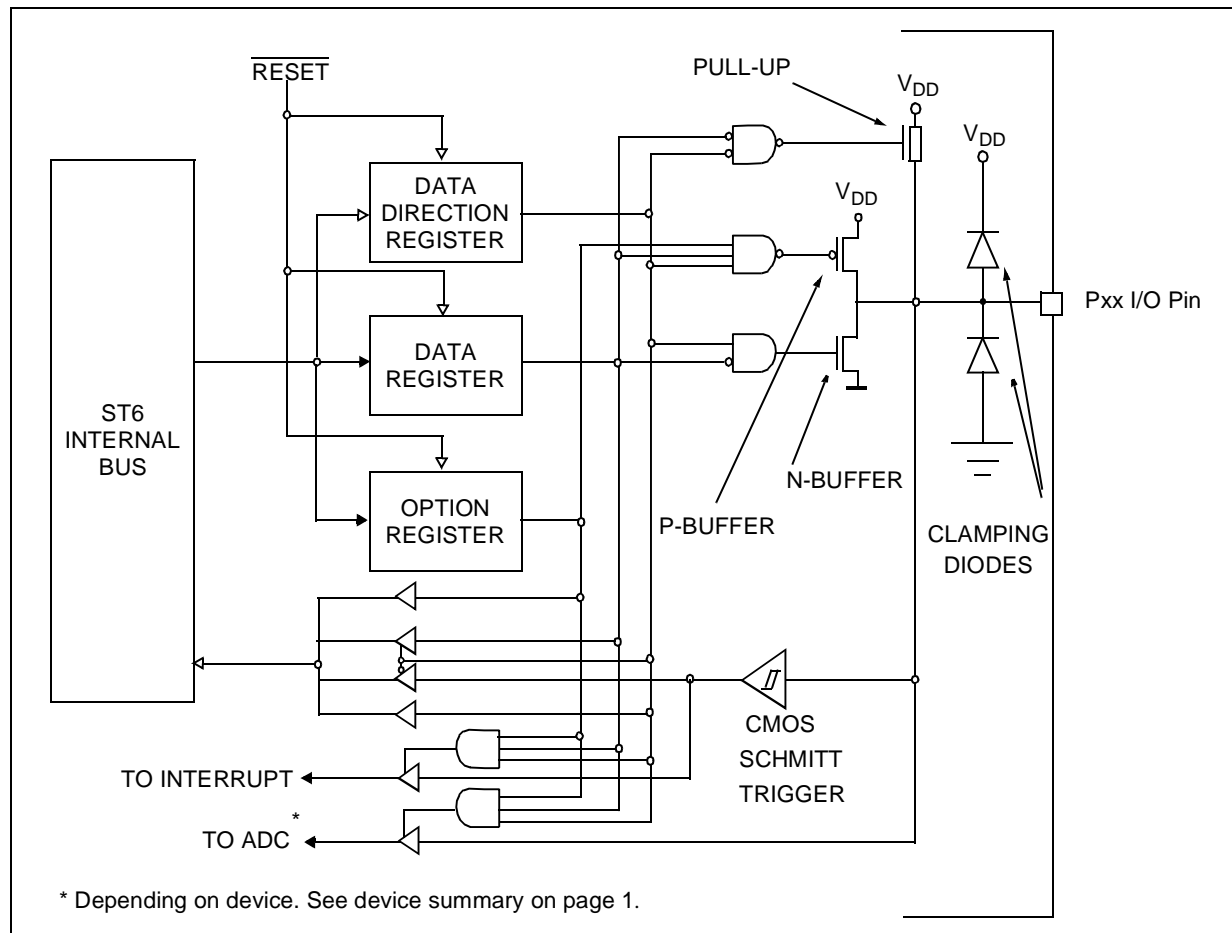 RESET
PULL-UP
VDD
VDD
DATA
DIRECTION
REGISTER
VDD
Pxx I/O Pin
DATA
REGISTER
ST6
INTERNAL
BUS
N-BUFFER
OPTION
REGISTER
P-BUFFER
CLAMPING
DIODES
CMOS
SCHMITT
TRIGGER
TO INTERRUPT
TO ADC *
* Depending on device. See device summary on page 1.